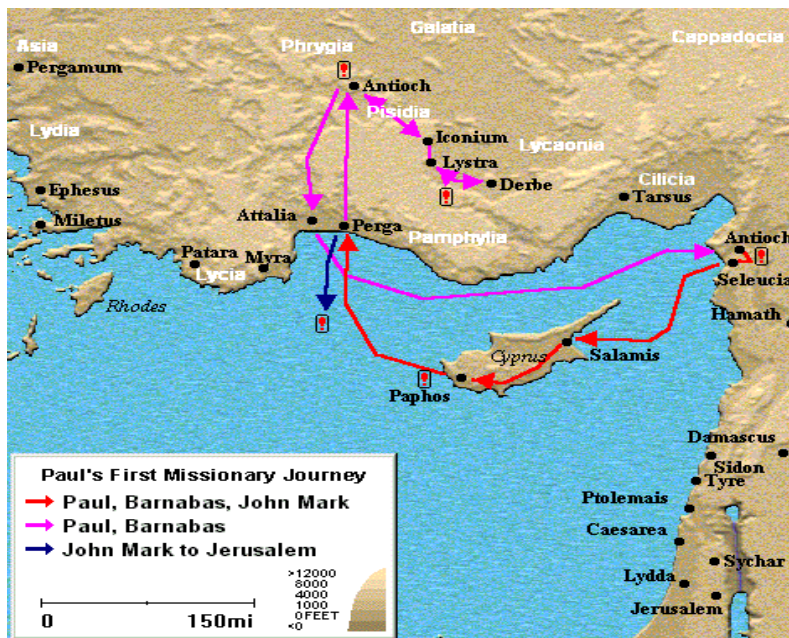 Galatia
Asia
Phrygia
Cappadocia
Pergamum
Antioch
Pisidia
Lydia
Iconium
Lycaonia
Lystra
Cilicia
Ephesus
Derbe
Tarsus
Miletus
Attalia
Perga
Pamphylia
Antioch
Patara
Myra
Lycia
Seleucia
Rhodes
Hamath
Cyprus
Salamis
Paphos
Damascus
Sidon
Tyre
Ptolemais
Caesarea
Sychar
Lydda
Jerusalem
Paul's First Missionary Journey
Paul, Barnabas, John Mark
Paul, Barnabas
John Mark to Jerusalem
>12000
8000
4000
1000
0 FEET
<0
0 150mi